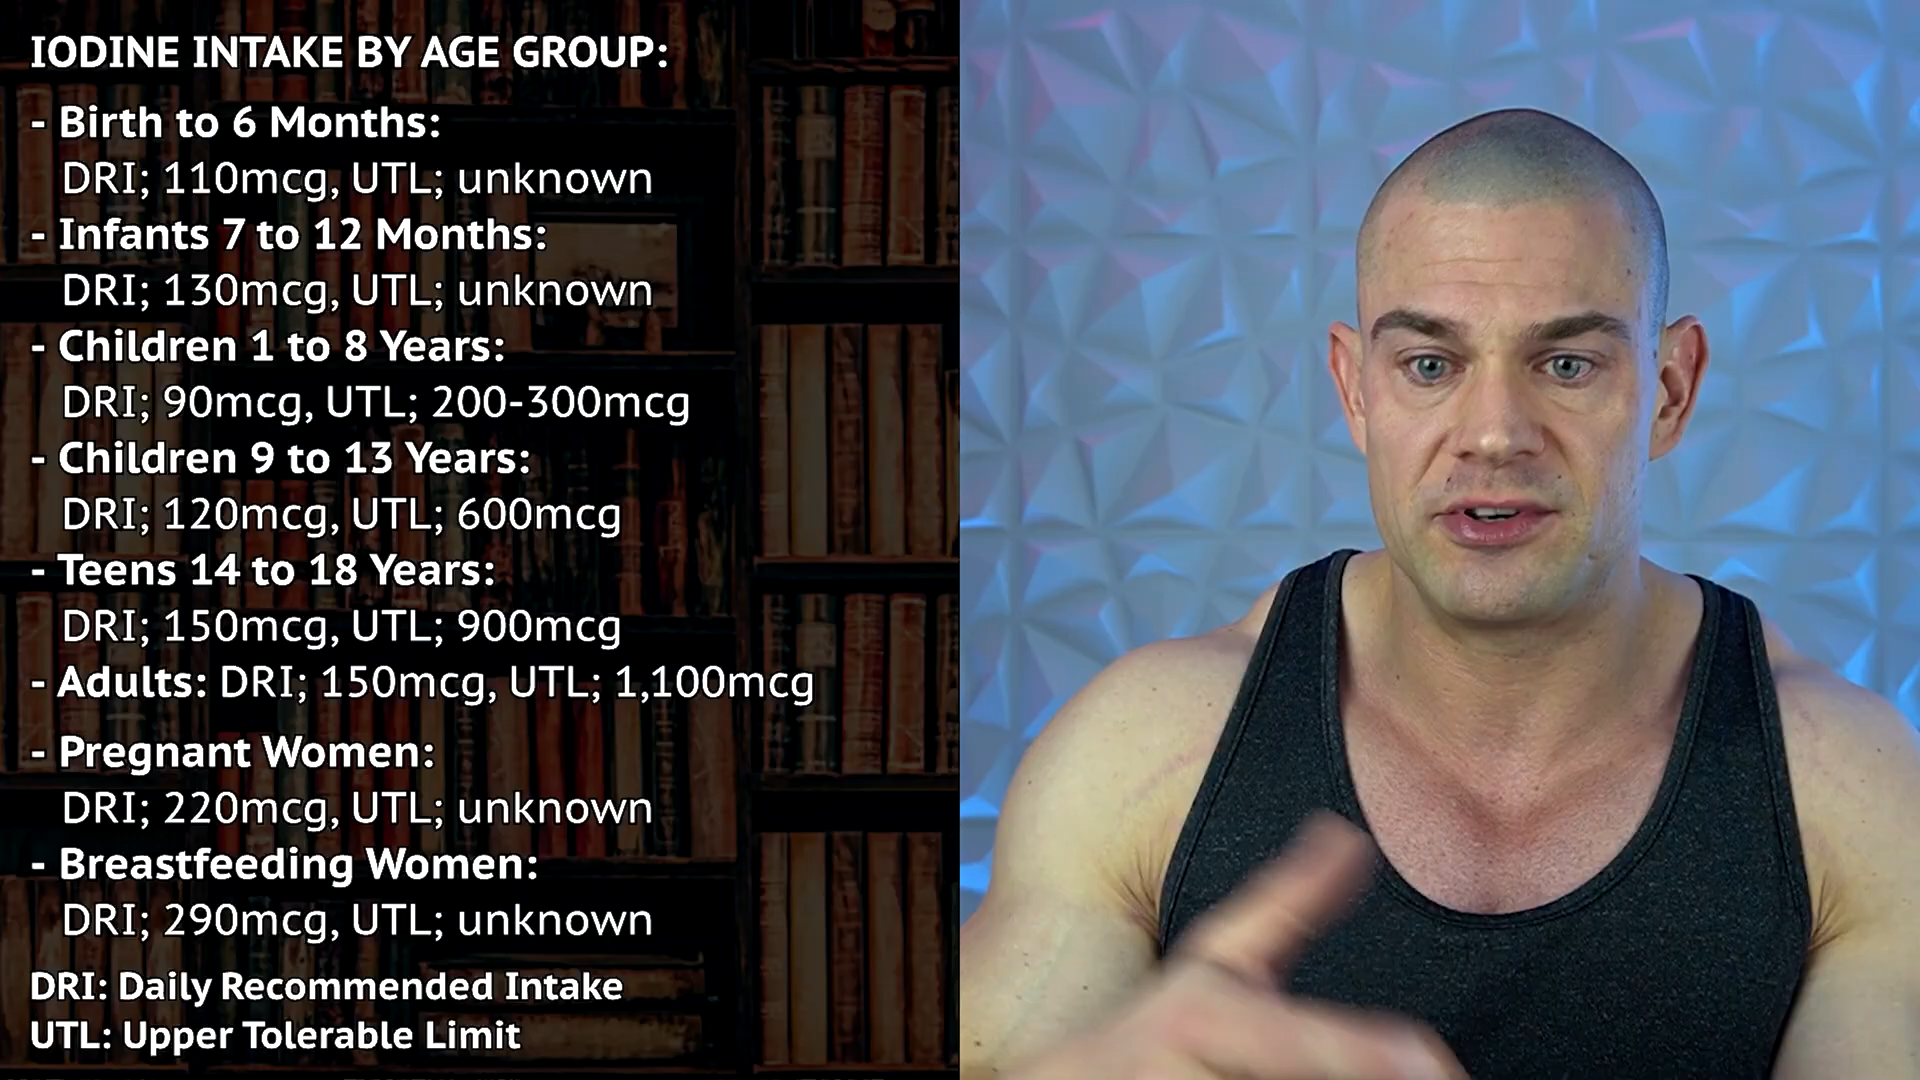 IODINE INTAKE BY AGE GROUP:
- Birth to 6 Months:
DRI; 110mcg, UTL; unknown
- Infants 7 to 12 Months:
DRI; 130mcg, UTL; unknown
- Children 1 to 8 Years:
DRI; 90mcg, UTL; 200-300mcg
- Children 9 to 13 Years:
DRI; 120mcg, UTL; 600mcg
- Teens 14 to 18 Years:
DRI; 150mcg, UTL; 900mcg
- Adults: DRI; 150mcg, UTL; 1,100mcg
- Pregnant Women:
DRI; 220mcg, UTL; unknown
- Breastfeeding Women:
DRI; 290mcg, UTL; unknown
DRI: Daily Recommended Intake
UTL: Upper Tolerable Limit